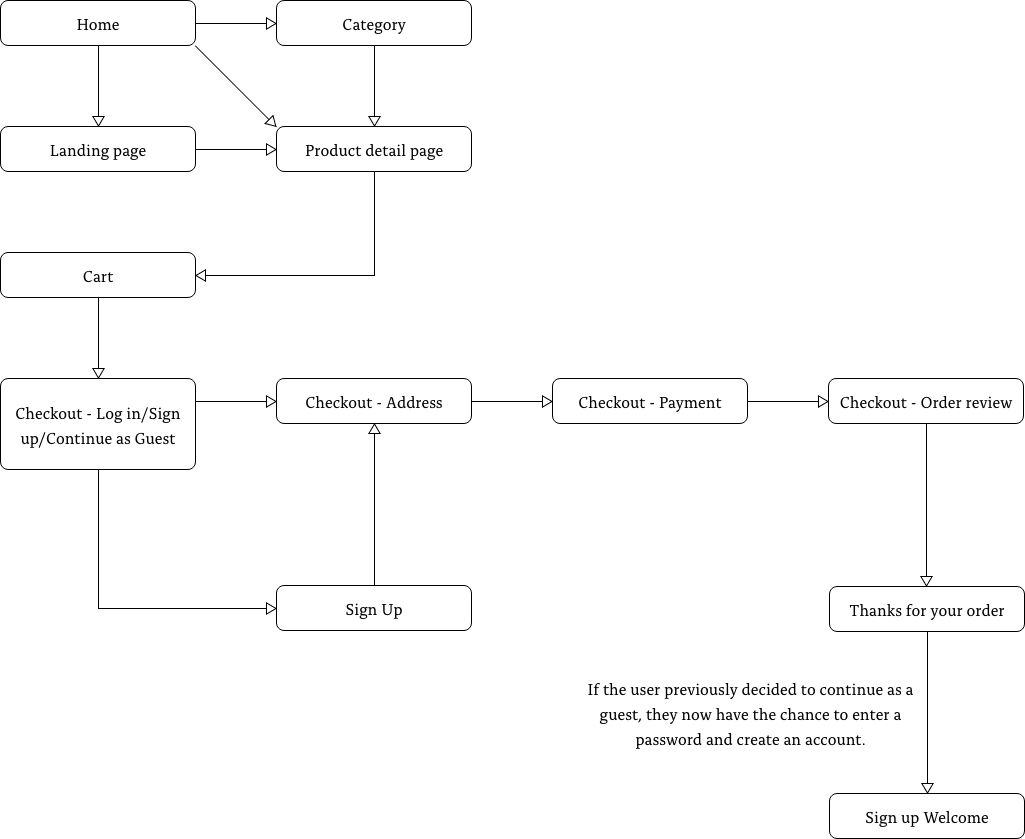 Home
Category
Landing page
Product detail page
Cart
Checkout - Log in/Sign
up/Continue as Guest
Checkout - Address
Checkout - Payment
Checkout - Order review
Sign Up
Thanks for your order
If the user previously decided to continue as a
guest, they now have the chance to enter a
password and create an account.
Sign up Welcome